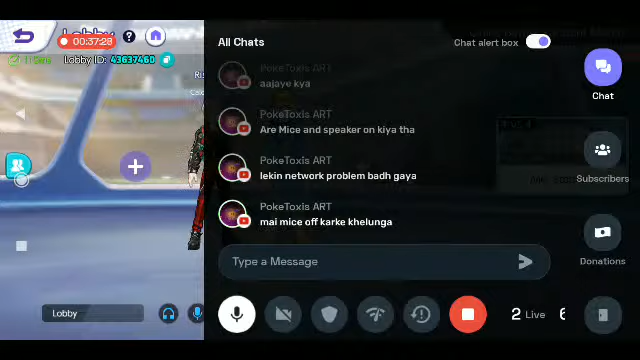 Lobby
00:37:29
?
Lobby ID: 43637460
Lobby
All Chats
Chat alert box
PokeToxis ART
aajaye kya
PokeToxis ART
Are Mice and speaker on kiya tha
PokeToxis ART
lekin network problem badh gaya
PokeToxis ART
mai mice off karke khelunga
Type a Message
2 Live
Chat
Subscribers
Donations